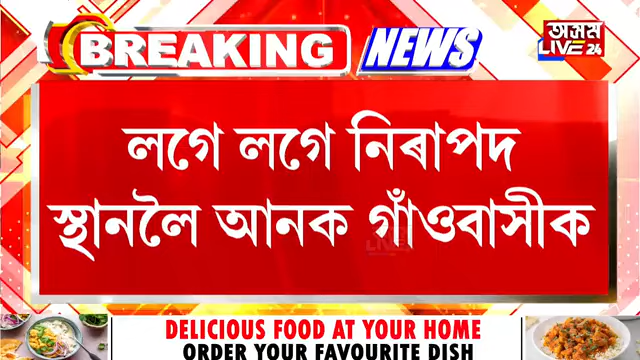 BREAKING NEWS
অসম
LIVE 24
লগে লগে নিৰাপদ
স্থানলৈ আনক গাঁওবাসীক
LIVE
DELICIOUS FOOD AT YOUR HOME
ORDER YOUR FAVOURITE DISH